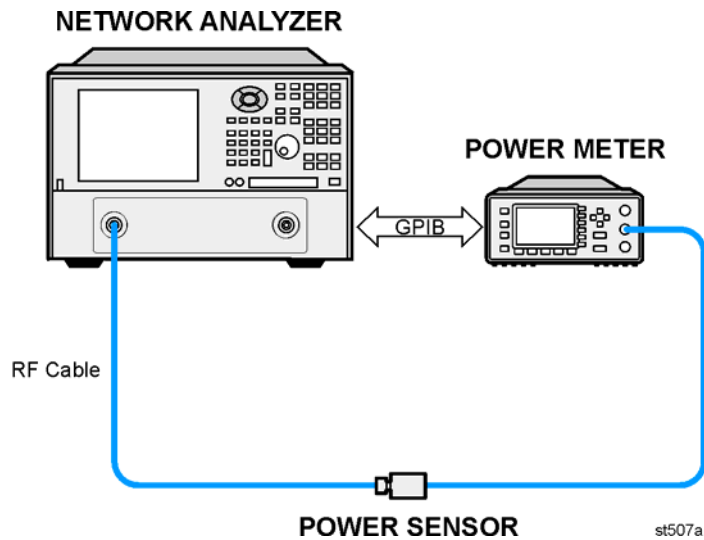 NETWORK ANALYZER
POWER METER
GPIB
RF Cable
POWER SENSOR
st507a